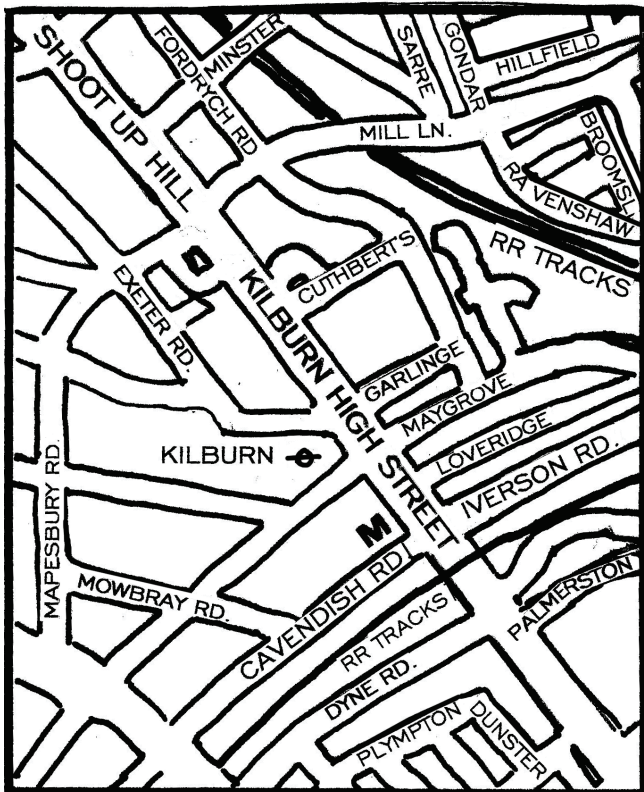 SHOOT UP HILL
FORDRYCH RD
MINSTER
SARRE
GONDAR
HILLFIELD
MILL LN.
BROOMSL
RAVENSHAW
RR TRACKS
CUTHBERT'S
EXETER RD.
KILBURN HIGH STREET
GARLINGE
MAYGROVE
LOVERIDGE
IVERSON RD.
KILBURN
MAPESBURY RD.
M
MOWBRAY RD.
CAVENDISH RD.
RR TRACKS
PALMERSTON
DYNE RD.
PLYMPTON
DUNSTER